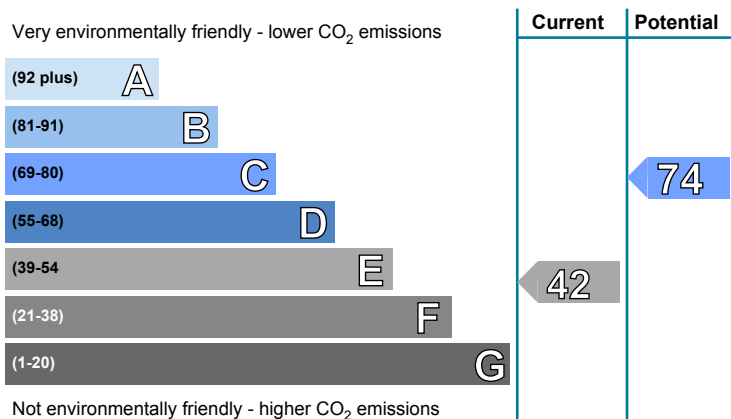 Very environmentally friendly - lower CO₂ emissions
Current
Potential
(92 plus) A
(81-91) B
(69-80) C
74
(55-68) D
(39-54 E
42
(21-38) F
(1-20) G
Not environmentally friendly - higher CO₂ emissions